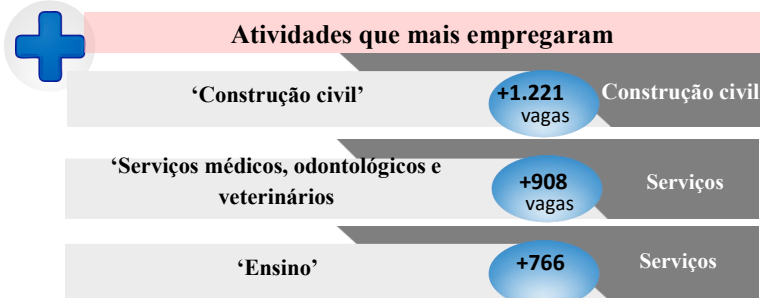 Atividades que mais empregaram
‘Construção civil’
+1.221
vagas
Construção civil
‘Serviços médicos, odontológicos e
veterinários
+908
vagas
Serviços
‘Ensino’
+766
Serviços